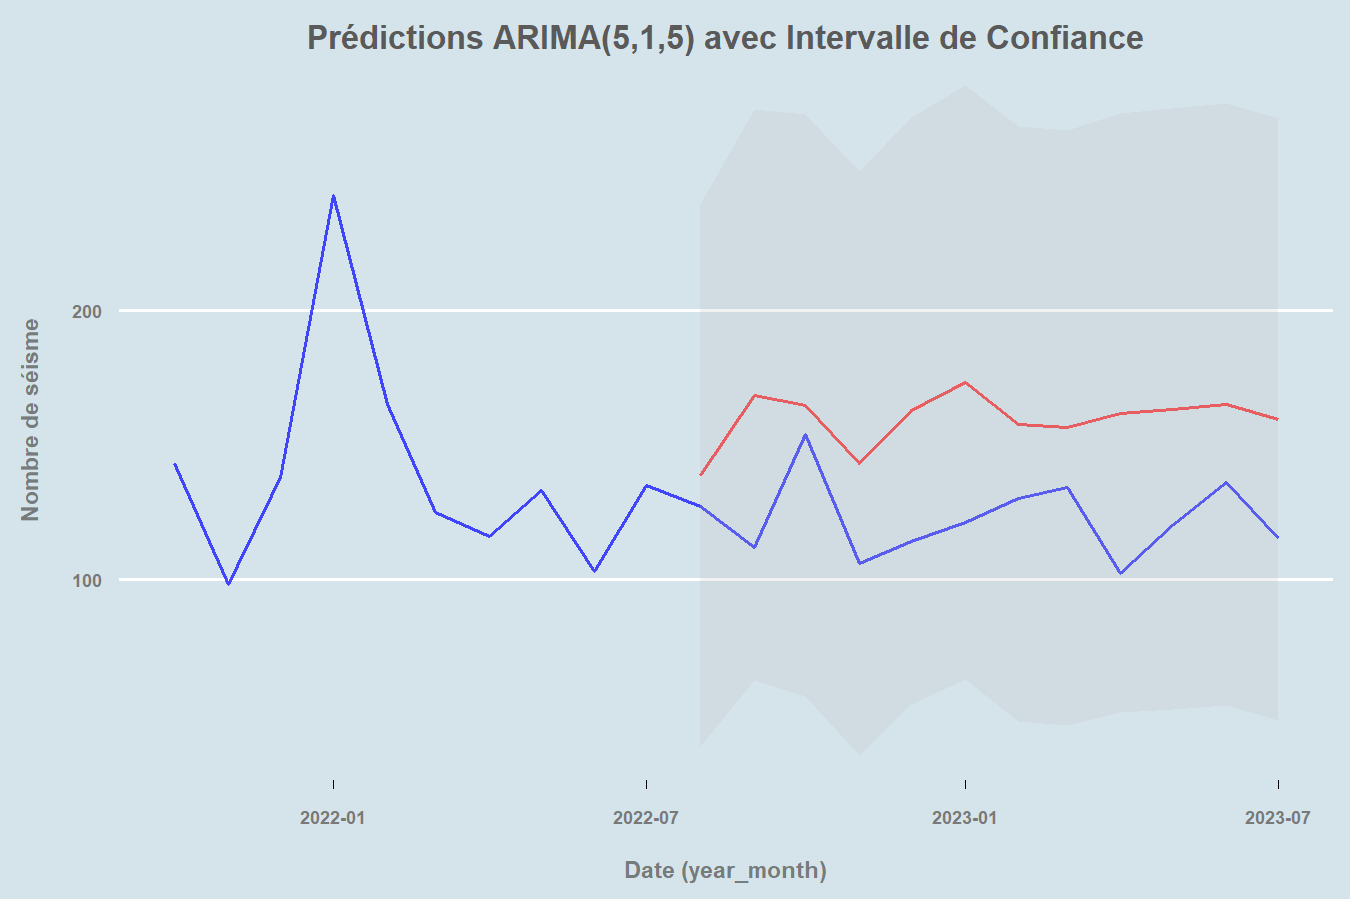 Prédictions ARIMA(5,1,5) avec Intervalle de Confiance
Nombre de séisme
200
100
2022-01 2022-07 2023-01 2023-07
Date (year_month)